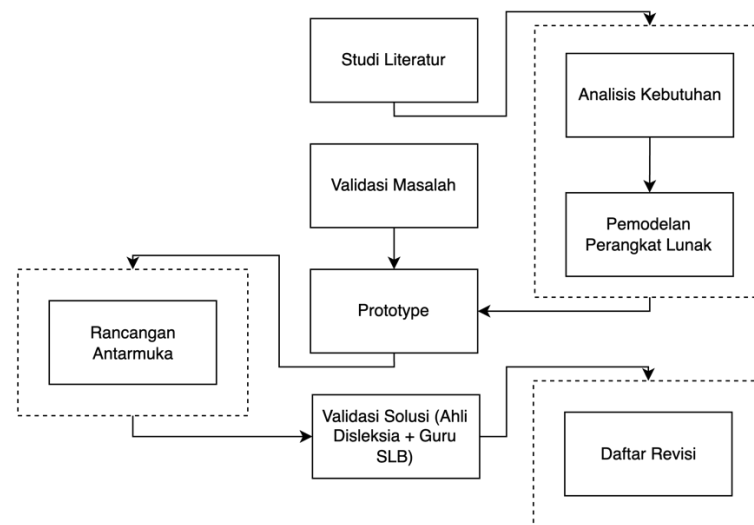 Studi Literatur
Analisis Kebutuhan
Validasi Masalah
Pemodelan
Perangkat Lunak
Prototype
Rancangan
Antarmuka
Validasi Solusi (Ahli
Disleksia + Guru
SLB)
Daftar Revisi